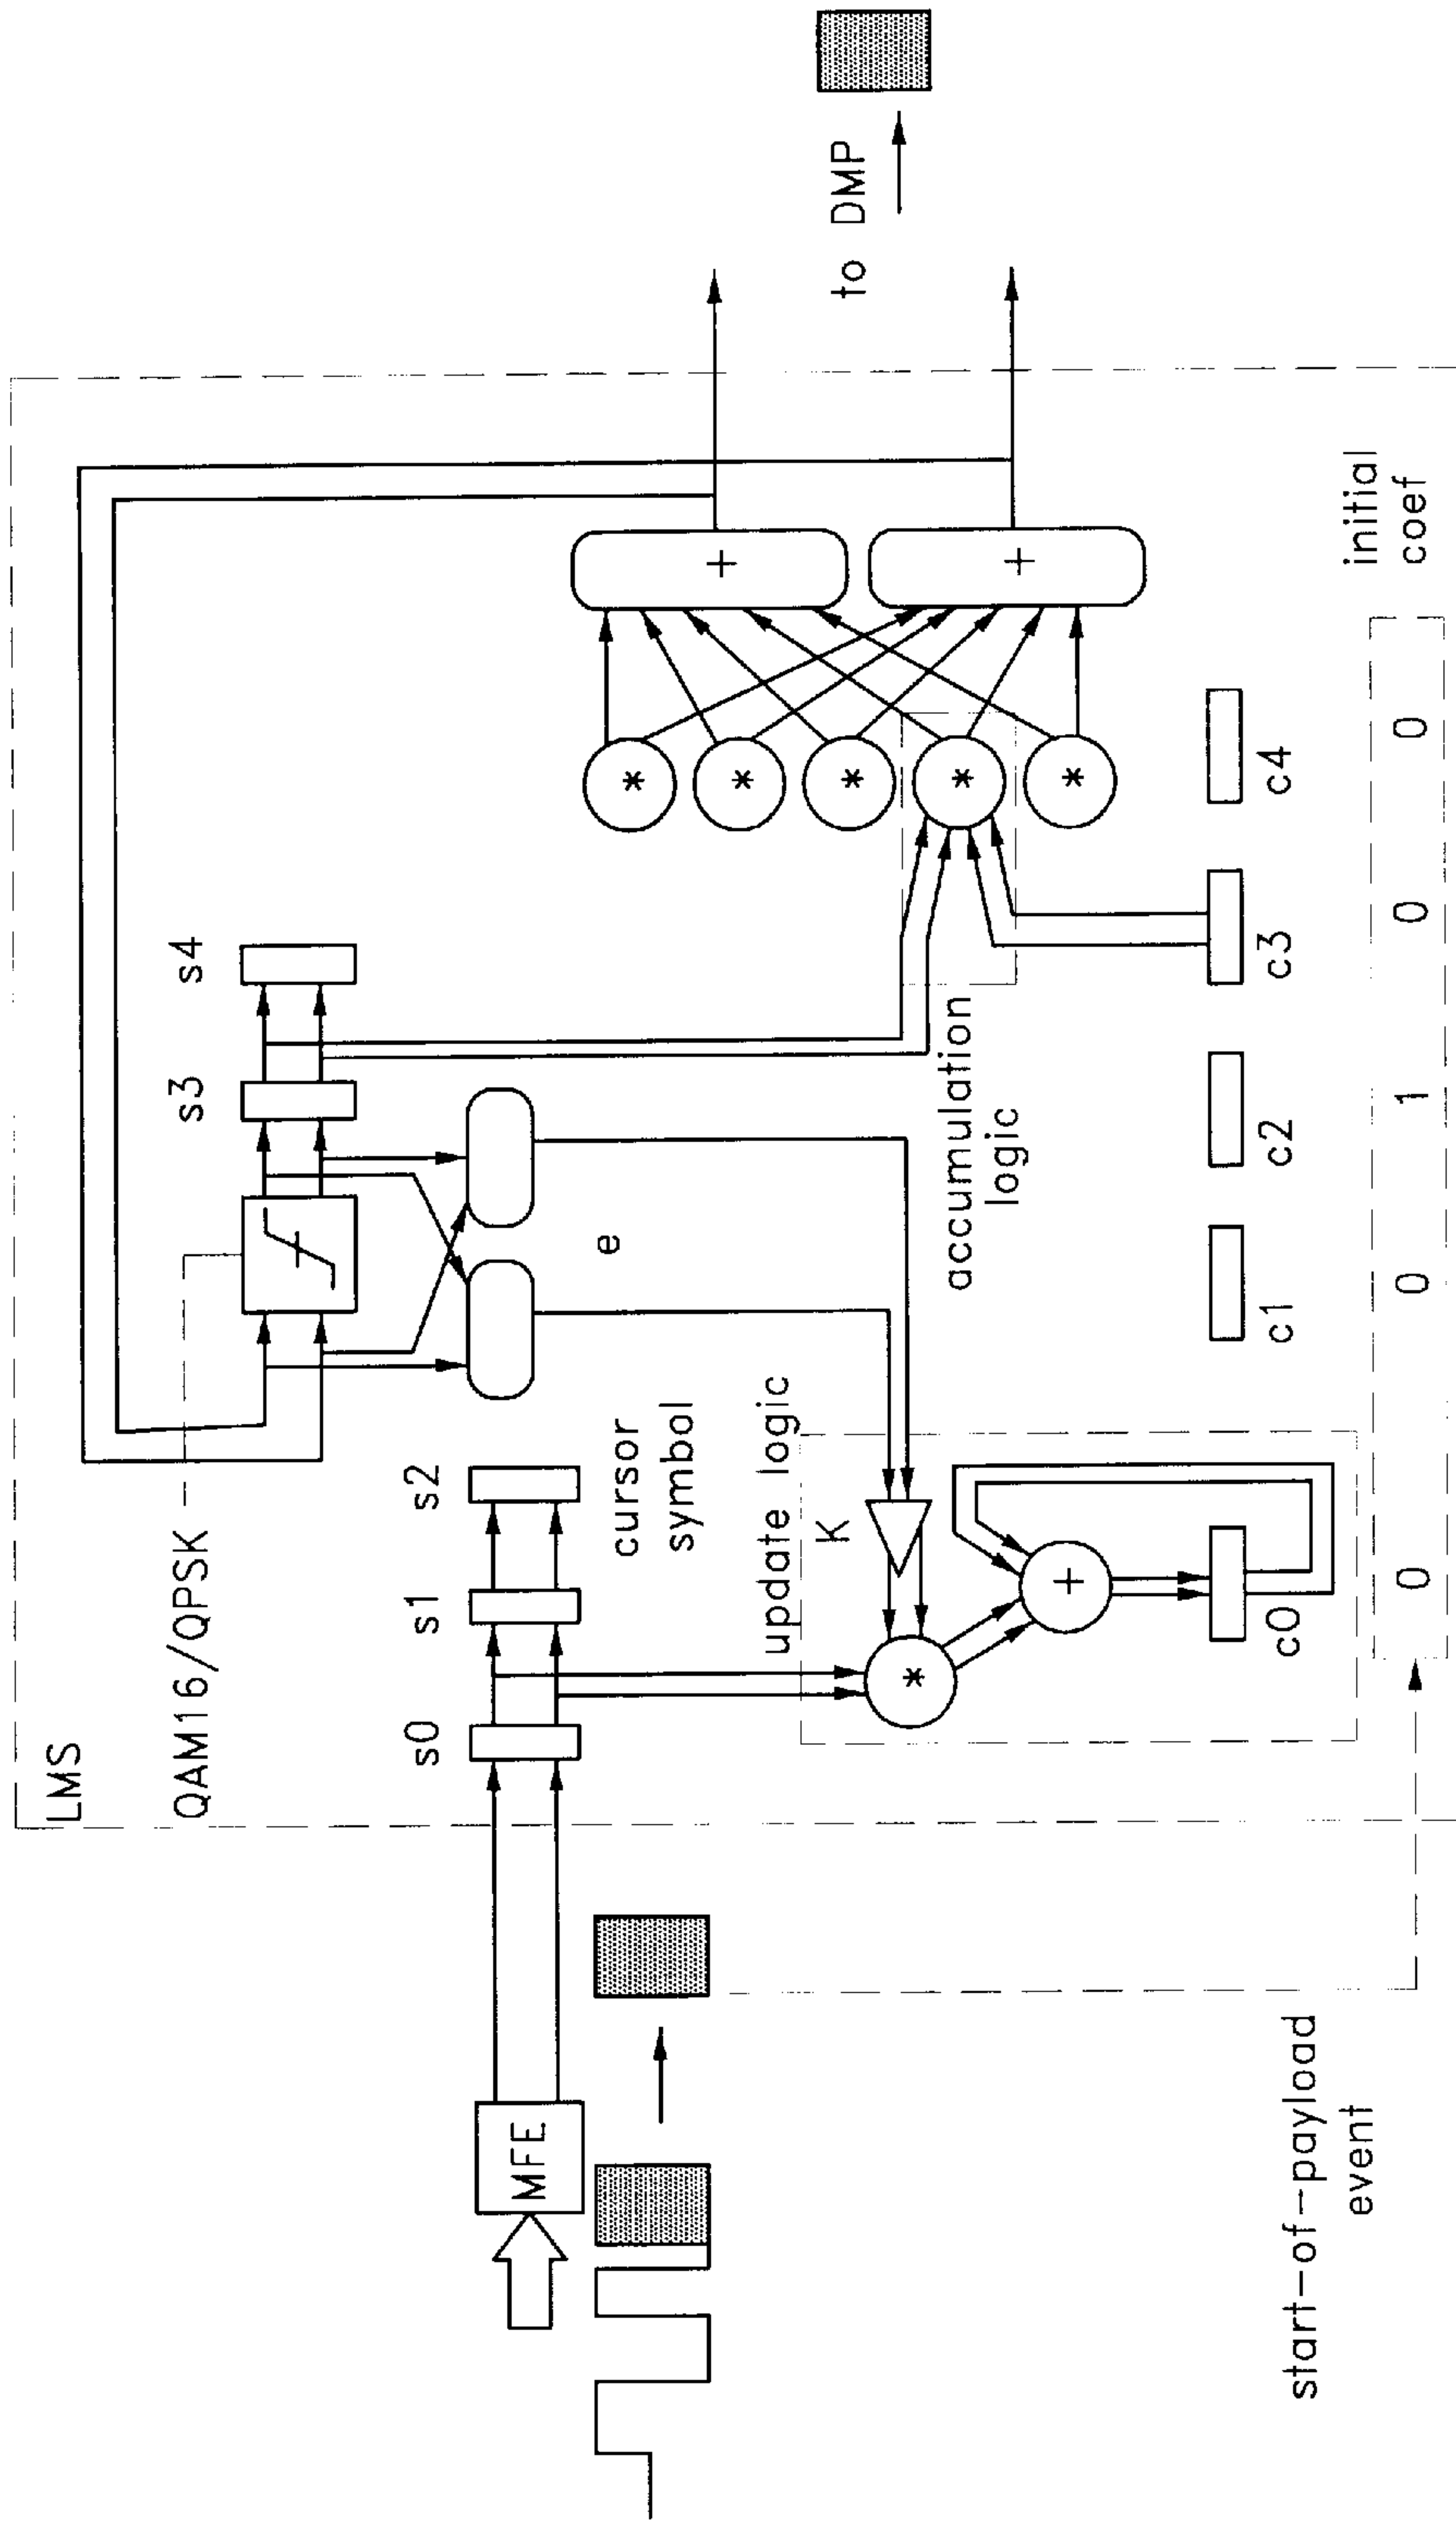 LMS
QAM16/QPSK
s3
s4
s0
s1
s2
MFE
cursor
symbol
e
update logic
K
*
+
c0
accumulation
logic
*
*
*
*
*
+
+
to DMP
c1
c2
c3
c4
0
0
1
0
0
initial
coef
start-of-payload
event